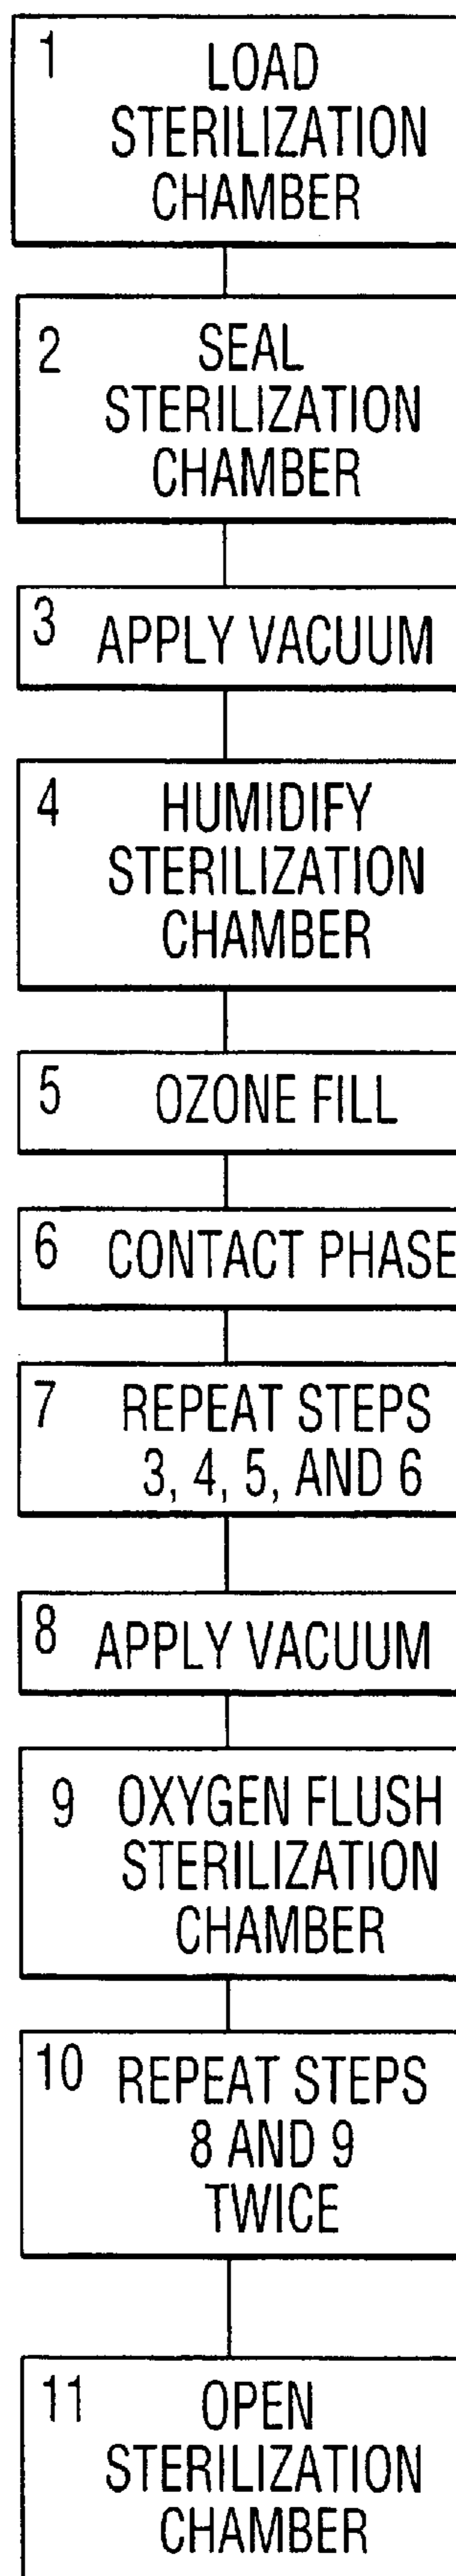 1 LOAD
STERILIZATION
CHAMBER
2 SEAL
STERILIZATION
CHAMBER
3 APPLY VACUUM
4 HUMIDIFY
STERILIZATION
CHAMBER
5 OZONE FILL
6 CONTACT PHASE
7 REPEAT STEPS
3, 4, 5, AND 6
8 APPLY VACUUM
9 OXYGEN FLUSH
STERILIZATION
CHAMBER
10 REPEAT STEPS
8 AND 9
TWICE
11 OPEN
STERILIZATION
CHAMBER